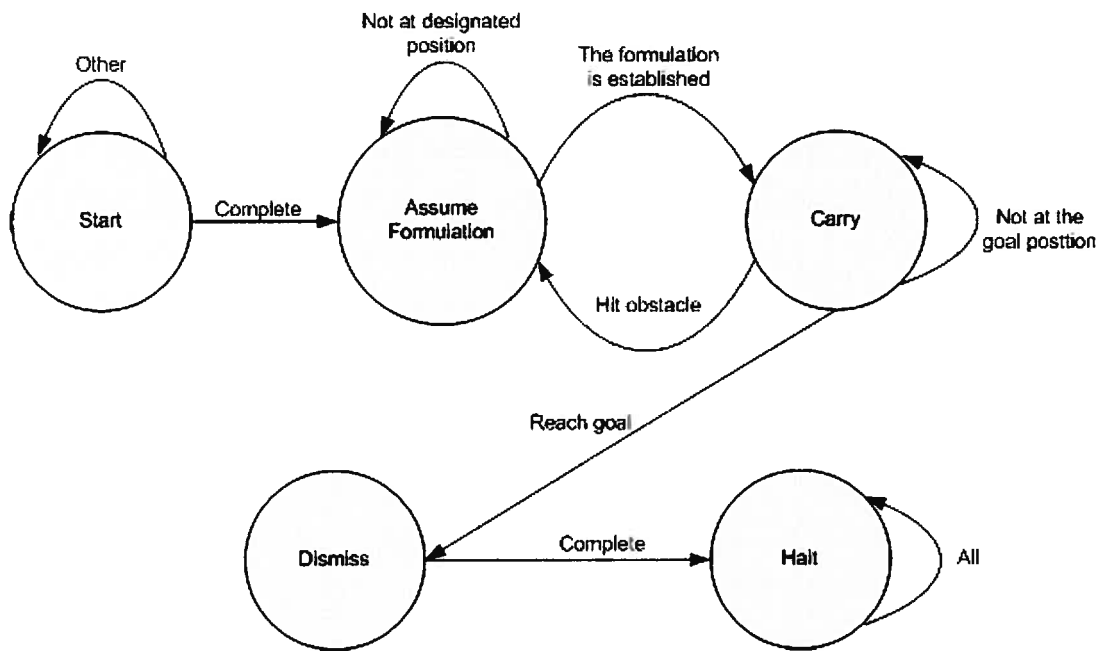 Not at designated
position
Other
The formulation
is established
Start
Complete
Assume
Formulation
Carry
Not at the
goal posttion
Hit obstacle
Reach goal
Dismiss
Complete
Halt
All